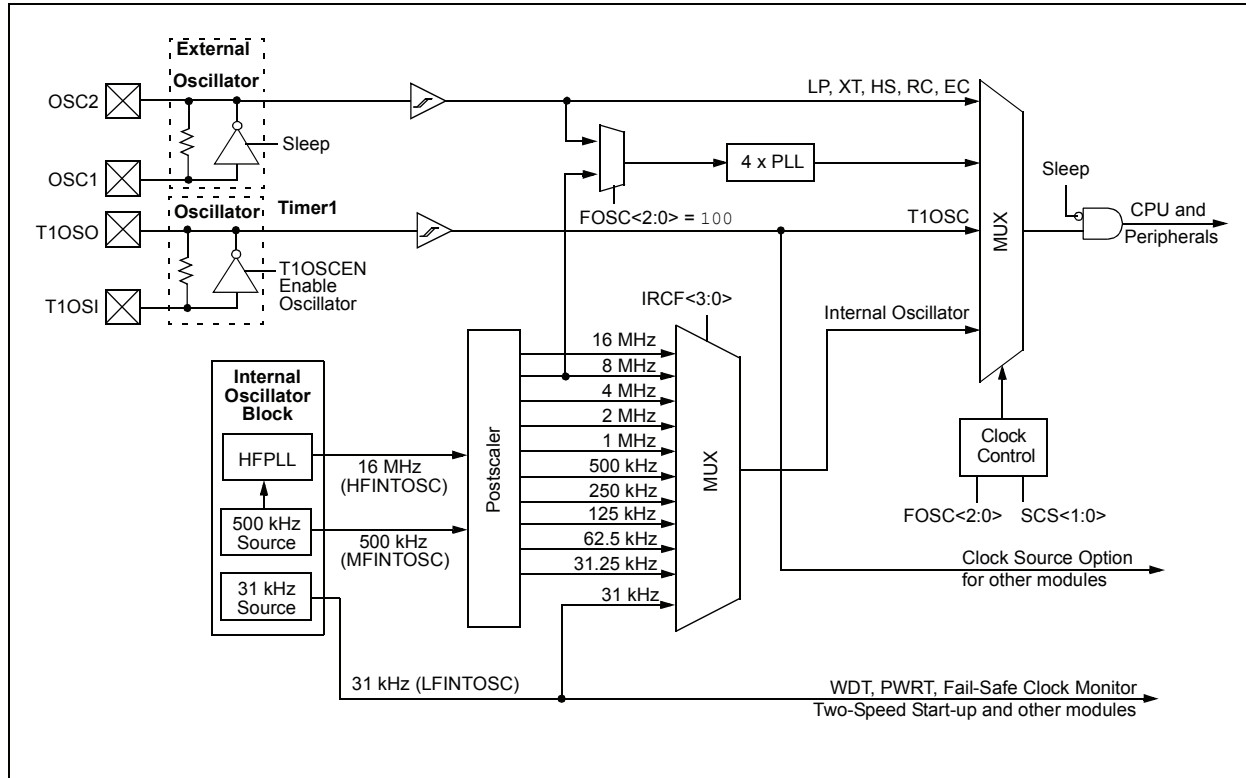 External
Oscillator
OSC2
Sleep
OSC1
LP, XT, HS, RC, EC
4 x PLL
FOSC<2:0> = 100
Sleep
CPU and
Peripherals
Oscillator
Timer1
T1OSO
T1OSCEN
Enable
Oscillator
T1OSI
T1OSC
MUX
IRCF<3:0>
Internal Oscillator
Internal
Oscillator
Block
HFPLL
500 kHz
Source
31 kHz
Source
16 MHz
(HFINTOSC)
500 kHz
(MFINTOSC)
Postscaler
16 MHz
8 MHz
4 MHz
2 MHz
1 MHz
500 kHz
250 kHz
125 kHz
62.5 kHz
31.25 kHz
31 kHz
MUX
Clock
Control
FOSC<2:0>
SCS<1:0>
Clock Source Option
for other modules
31 kHz (LFINTOSC)
WDT, PWRT, Fail-Safe Clock Monitor
Two-Speed Start-up and other modules